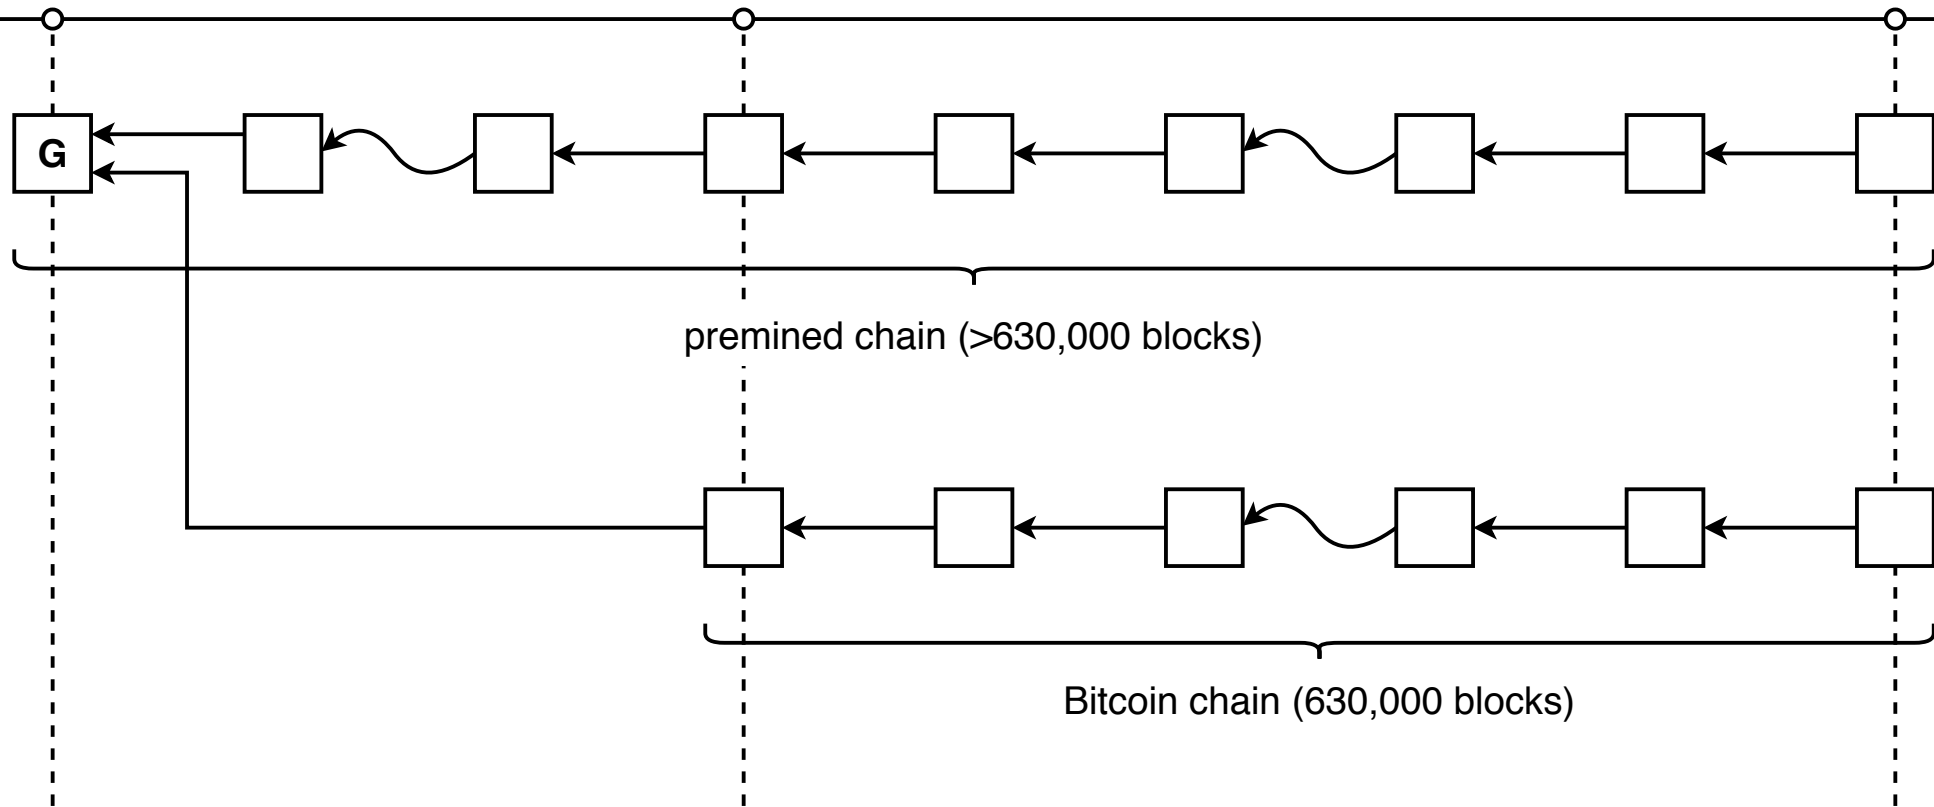 G
premined chain (>630,000 blocks)
Bitcoin chain (630,000 blocks)